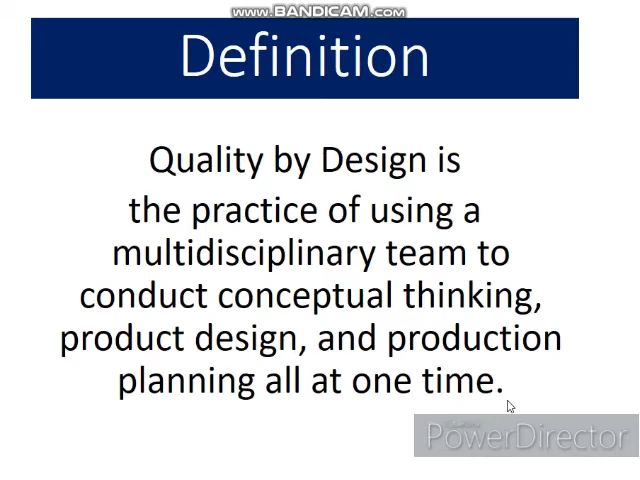 www.BANDICAM.com
Definition
Quality by Design is
the practice of using a
multidisciplinary team to
conduct conceptual thinking,
product design, and production
planning all at one time.
PowerDirector